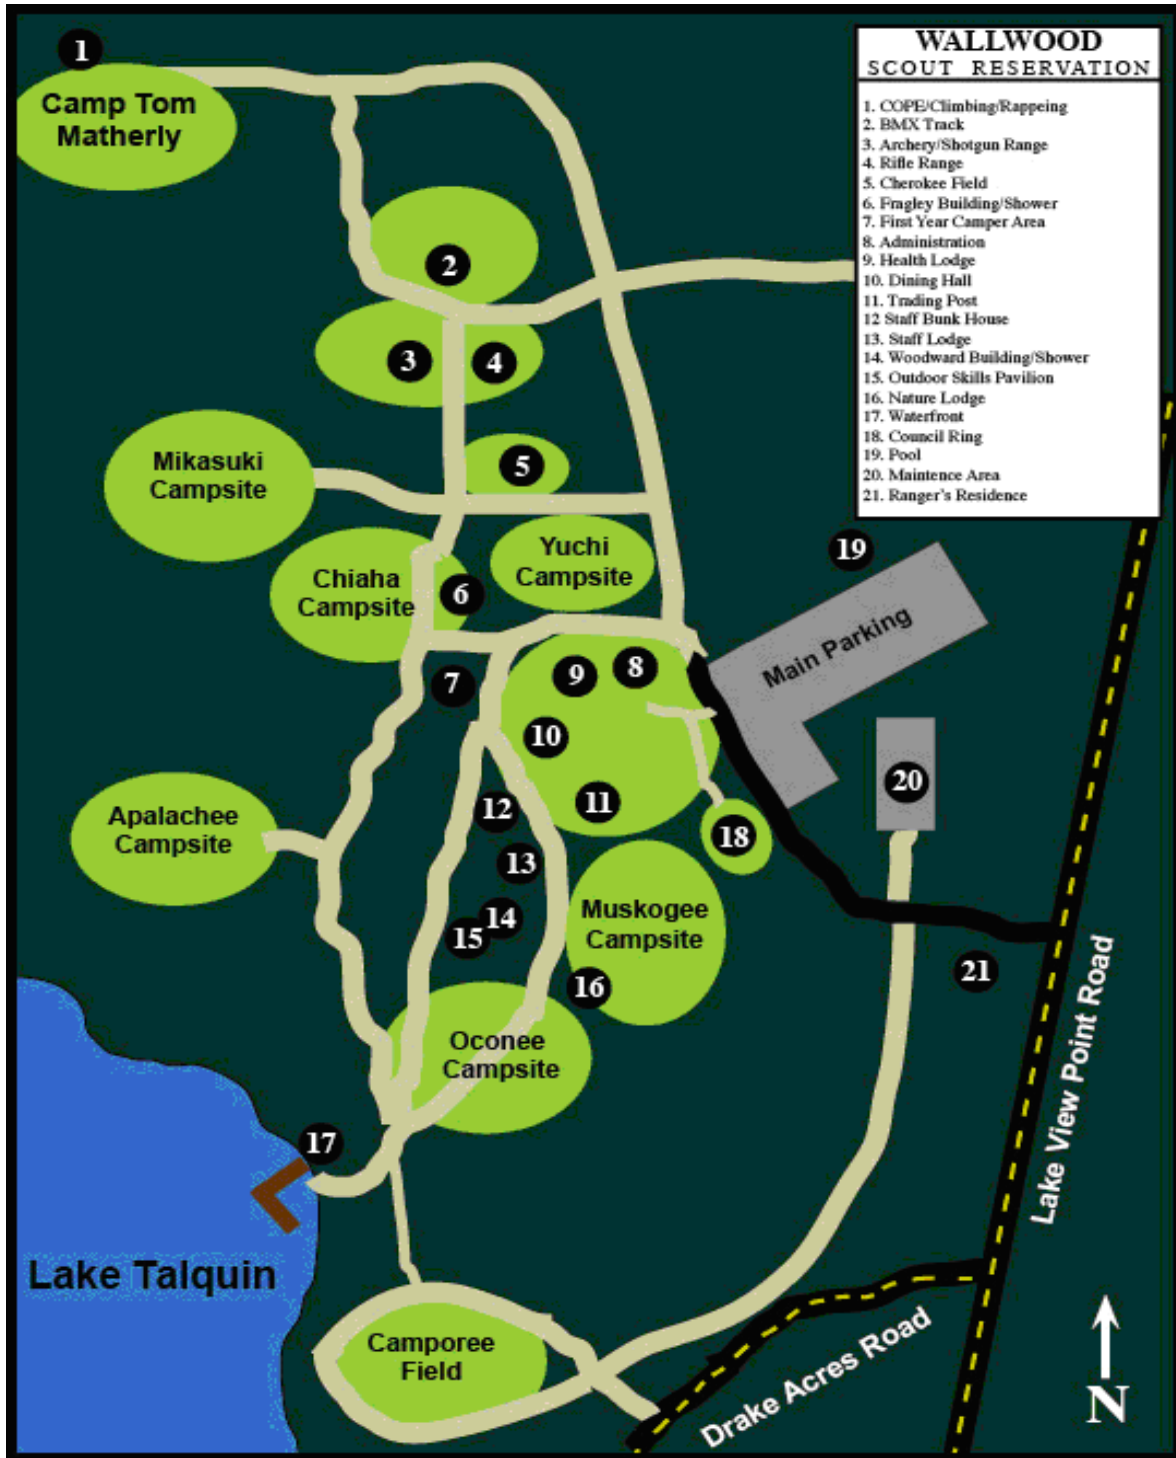 WALLWOOD
SCOUT RESERVATION
1. COPE/Climbing/Rappeing
2. BMX Track
3. Archery/Shotgun Range
4. Rifle Range
5. Cherokee Field
6. Fragley Building/Shower
7. First Year Camper Area
8. Administration
9. Health Lodge
10. Dining Hall
11. Trading Post
12 Staff Bunk House
13. Staff Lodge
14. Woodward Building/Shower
15. Outdoor Skills Pavilion
16. Nature Lodge
17. Waterfront
18. Council Ring
19. Pool
20. Maintence Area
21. Ranger's Residence
1
Camp Tom
Matherly
2
3
4
Mikasuki
Campsite
5
Yuchi
Campsite
19
Chiaha
Campsite
6
Main Parking
7
9
8
10
11
12
18
20
Apalachee
Campsite
13
14
15
Muskogee
Campsite
16
21
Oconee
Campsite
17
Lake View Point Road
Lake Talquin
Camporee
Field
Drake Acres Road
N